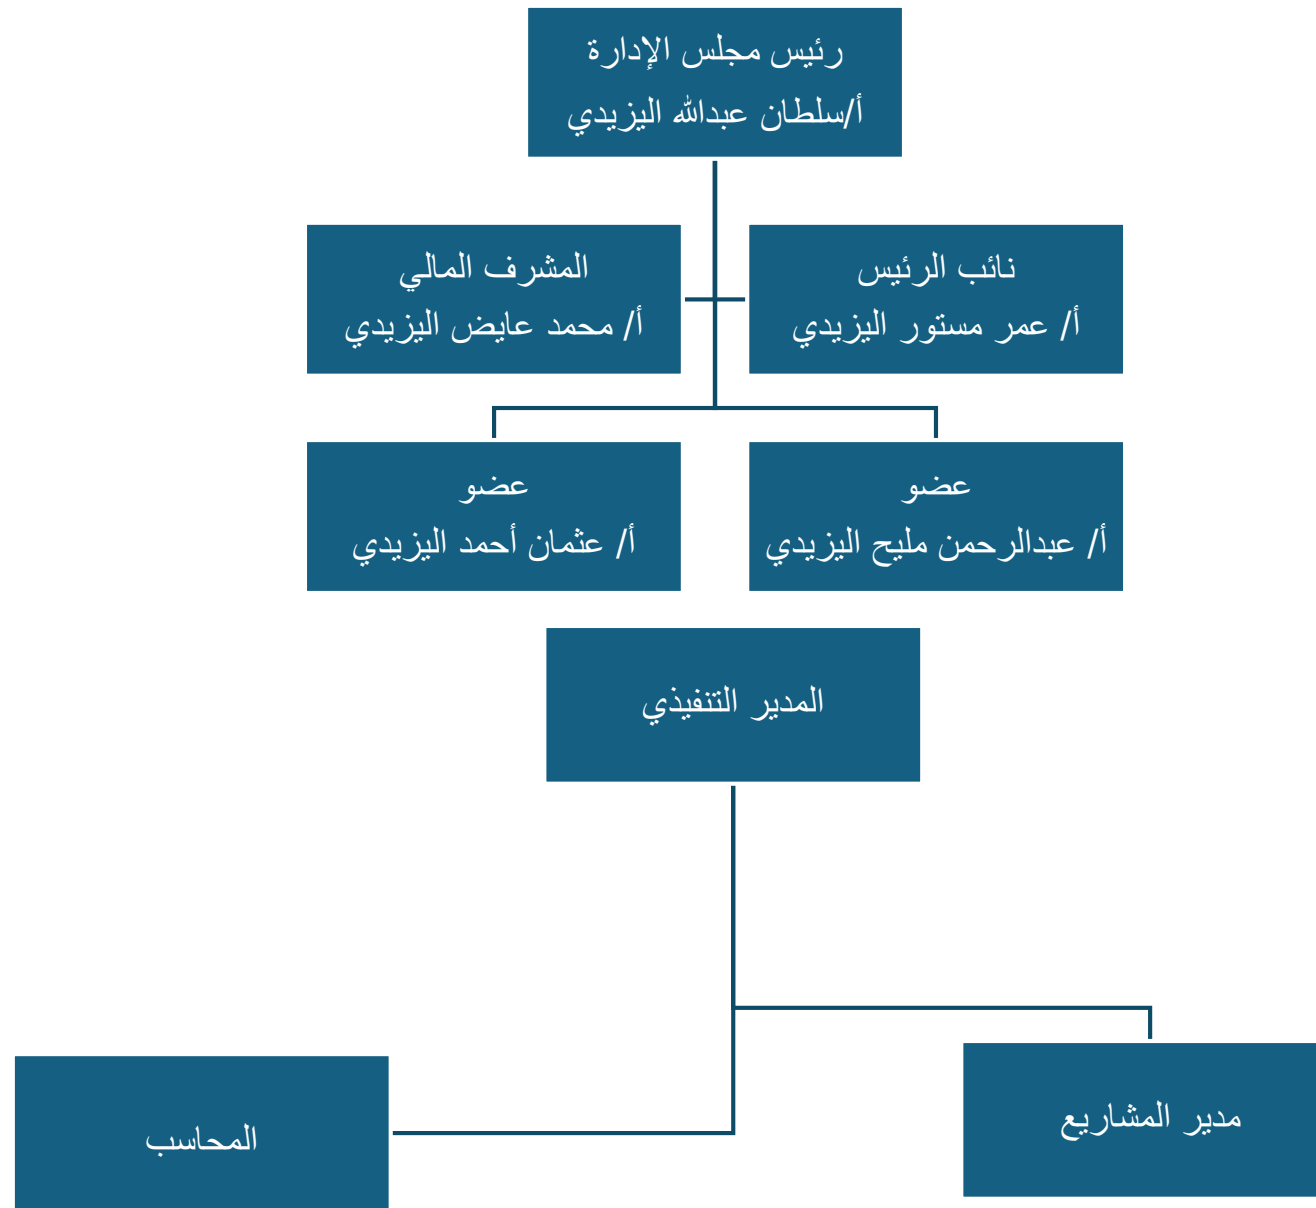 رئيس مجلس الإدارة
أ/سلطان عبدالله اليزيدي
نائب الرئيس
أ/ عمر مستور اليزيدي
المشرف المالي
أ/ محمد عايض اليزيدي
عضو
أ/ عبدالرحمن مليح اليزيدي
عضو
أ/ عثمان أحمد اليزيدي
المدير التنفيذي
مدير المشاريع
المحاسب